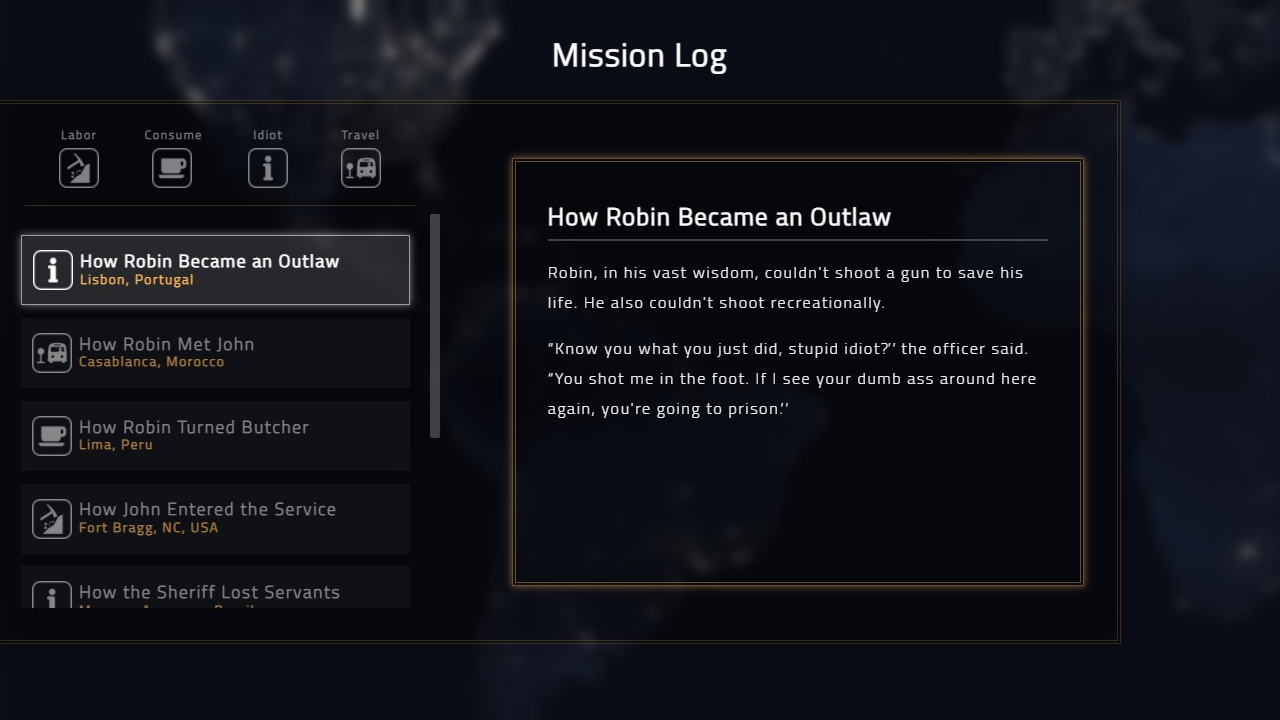 Mission Log
Labor
Consume
Idiot
Travel
How Robin Became an Outlaw
Lisbon, Portugal
How Robin Met John
Casablanca, Morocco
How Robin Turned Butcher
Lima, Peru
How John Entered the Service
Fort Bragg, NC, USA
How the Sheriff Lost Servants
How Robin Became an Outlaw
Robin, in his vast wisdom, couldn't shoot a gun to save his
life. He also couldn't shoot recreationally.
“Know you what you just did, stupid idiot?’’ the officer said.
“You shot me in the foot. If I see your dumb ass around here
again, you're going to prison.’’